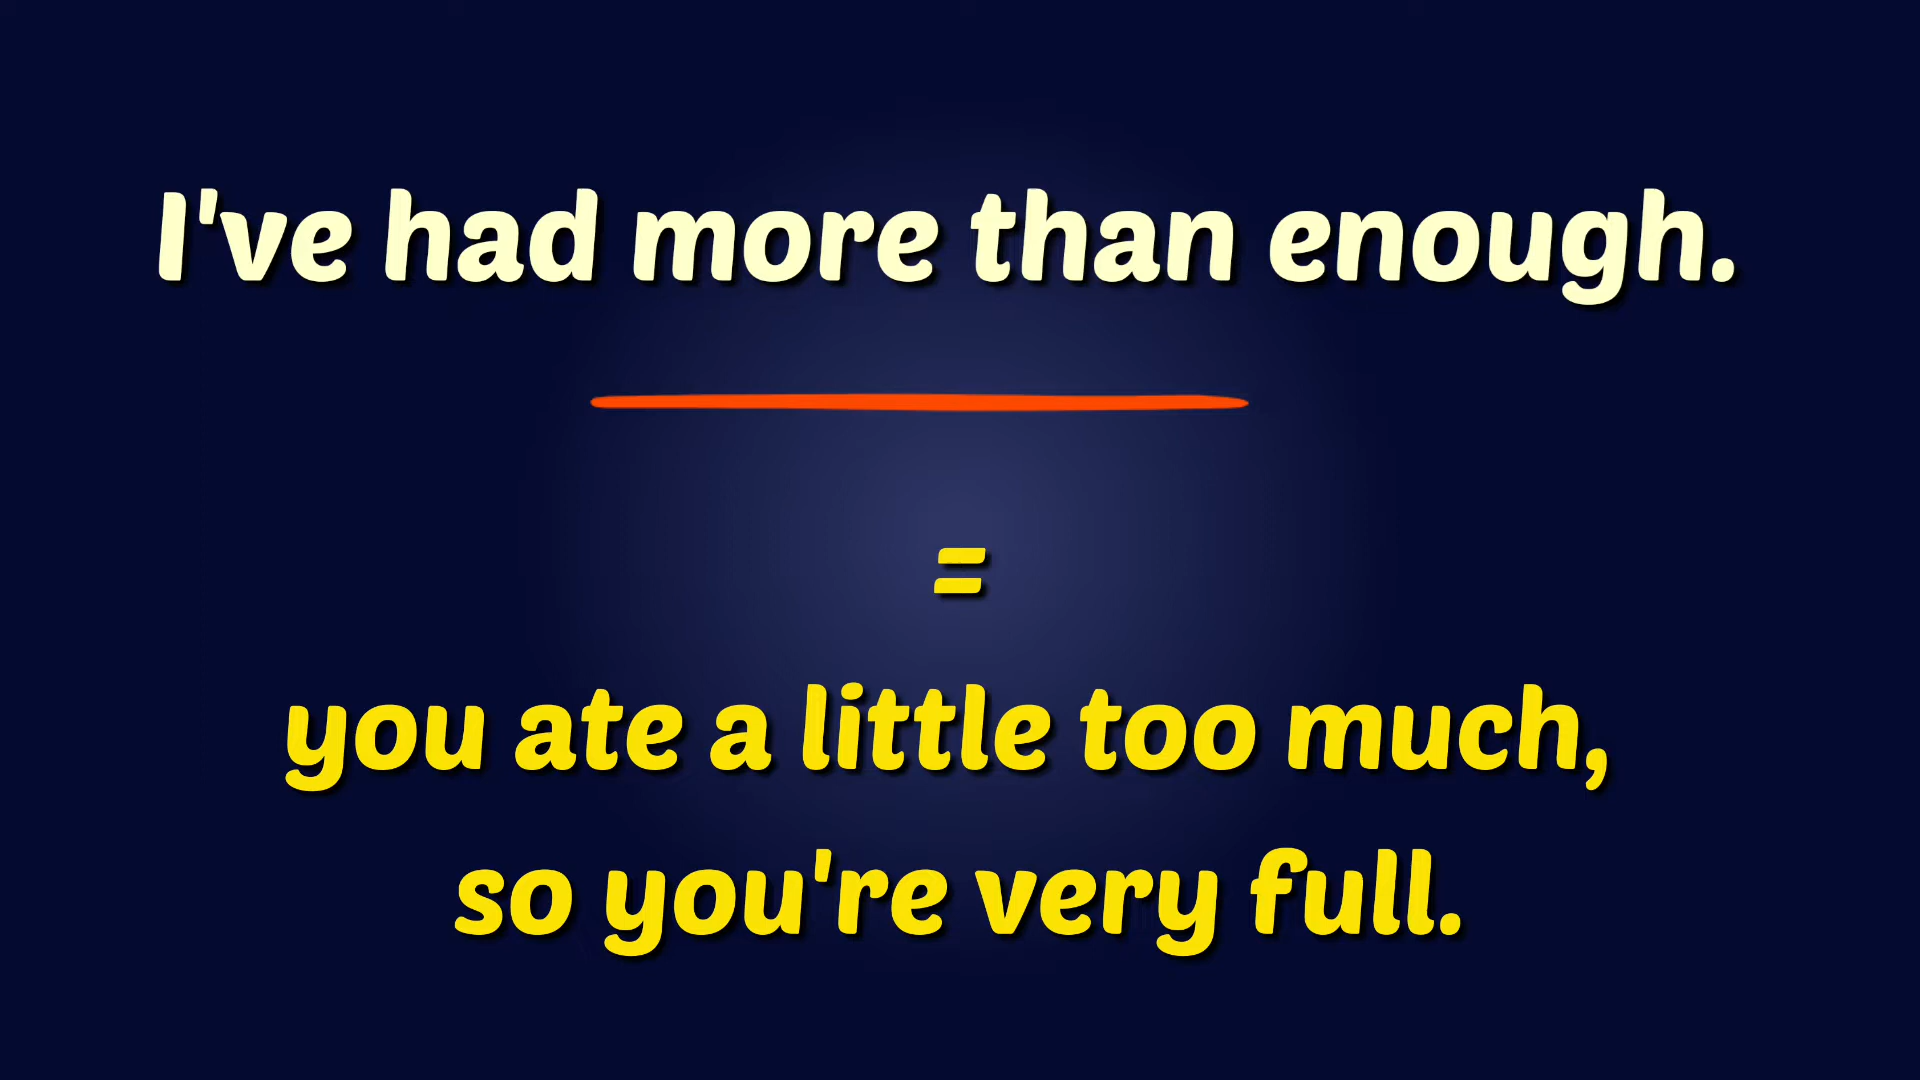 I've had more than enough.
=
you ate a little too much,
so you're very full.